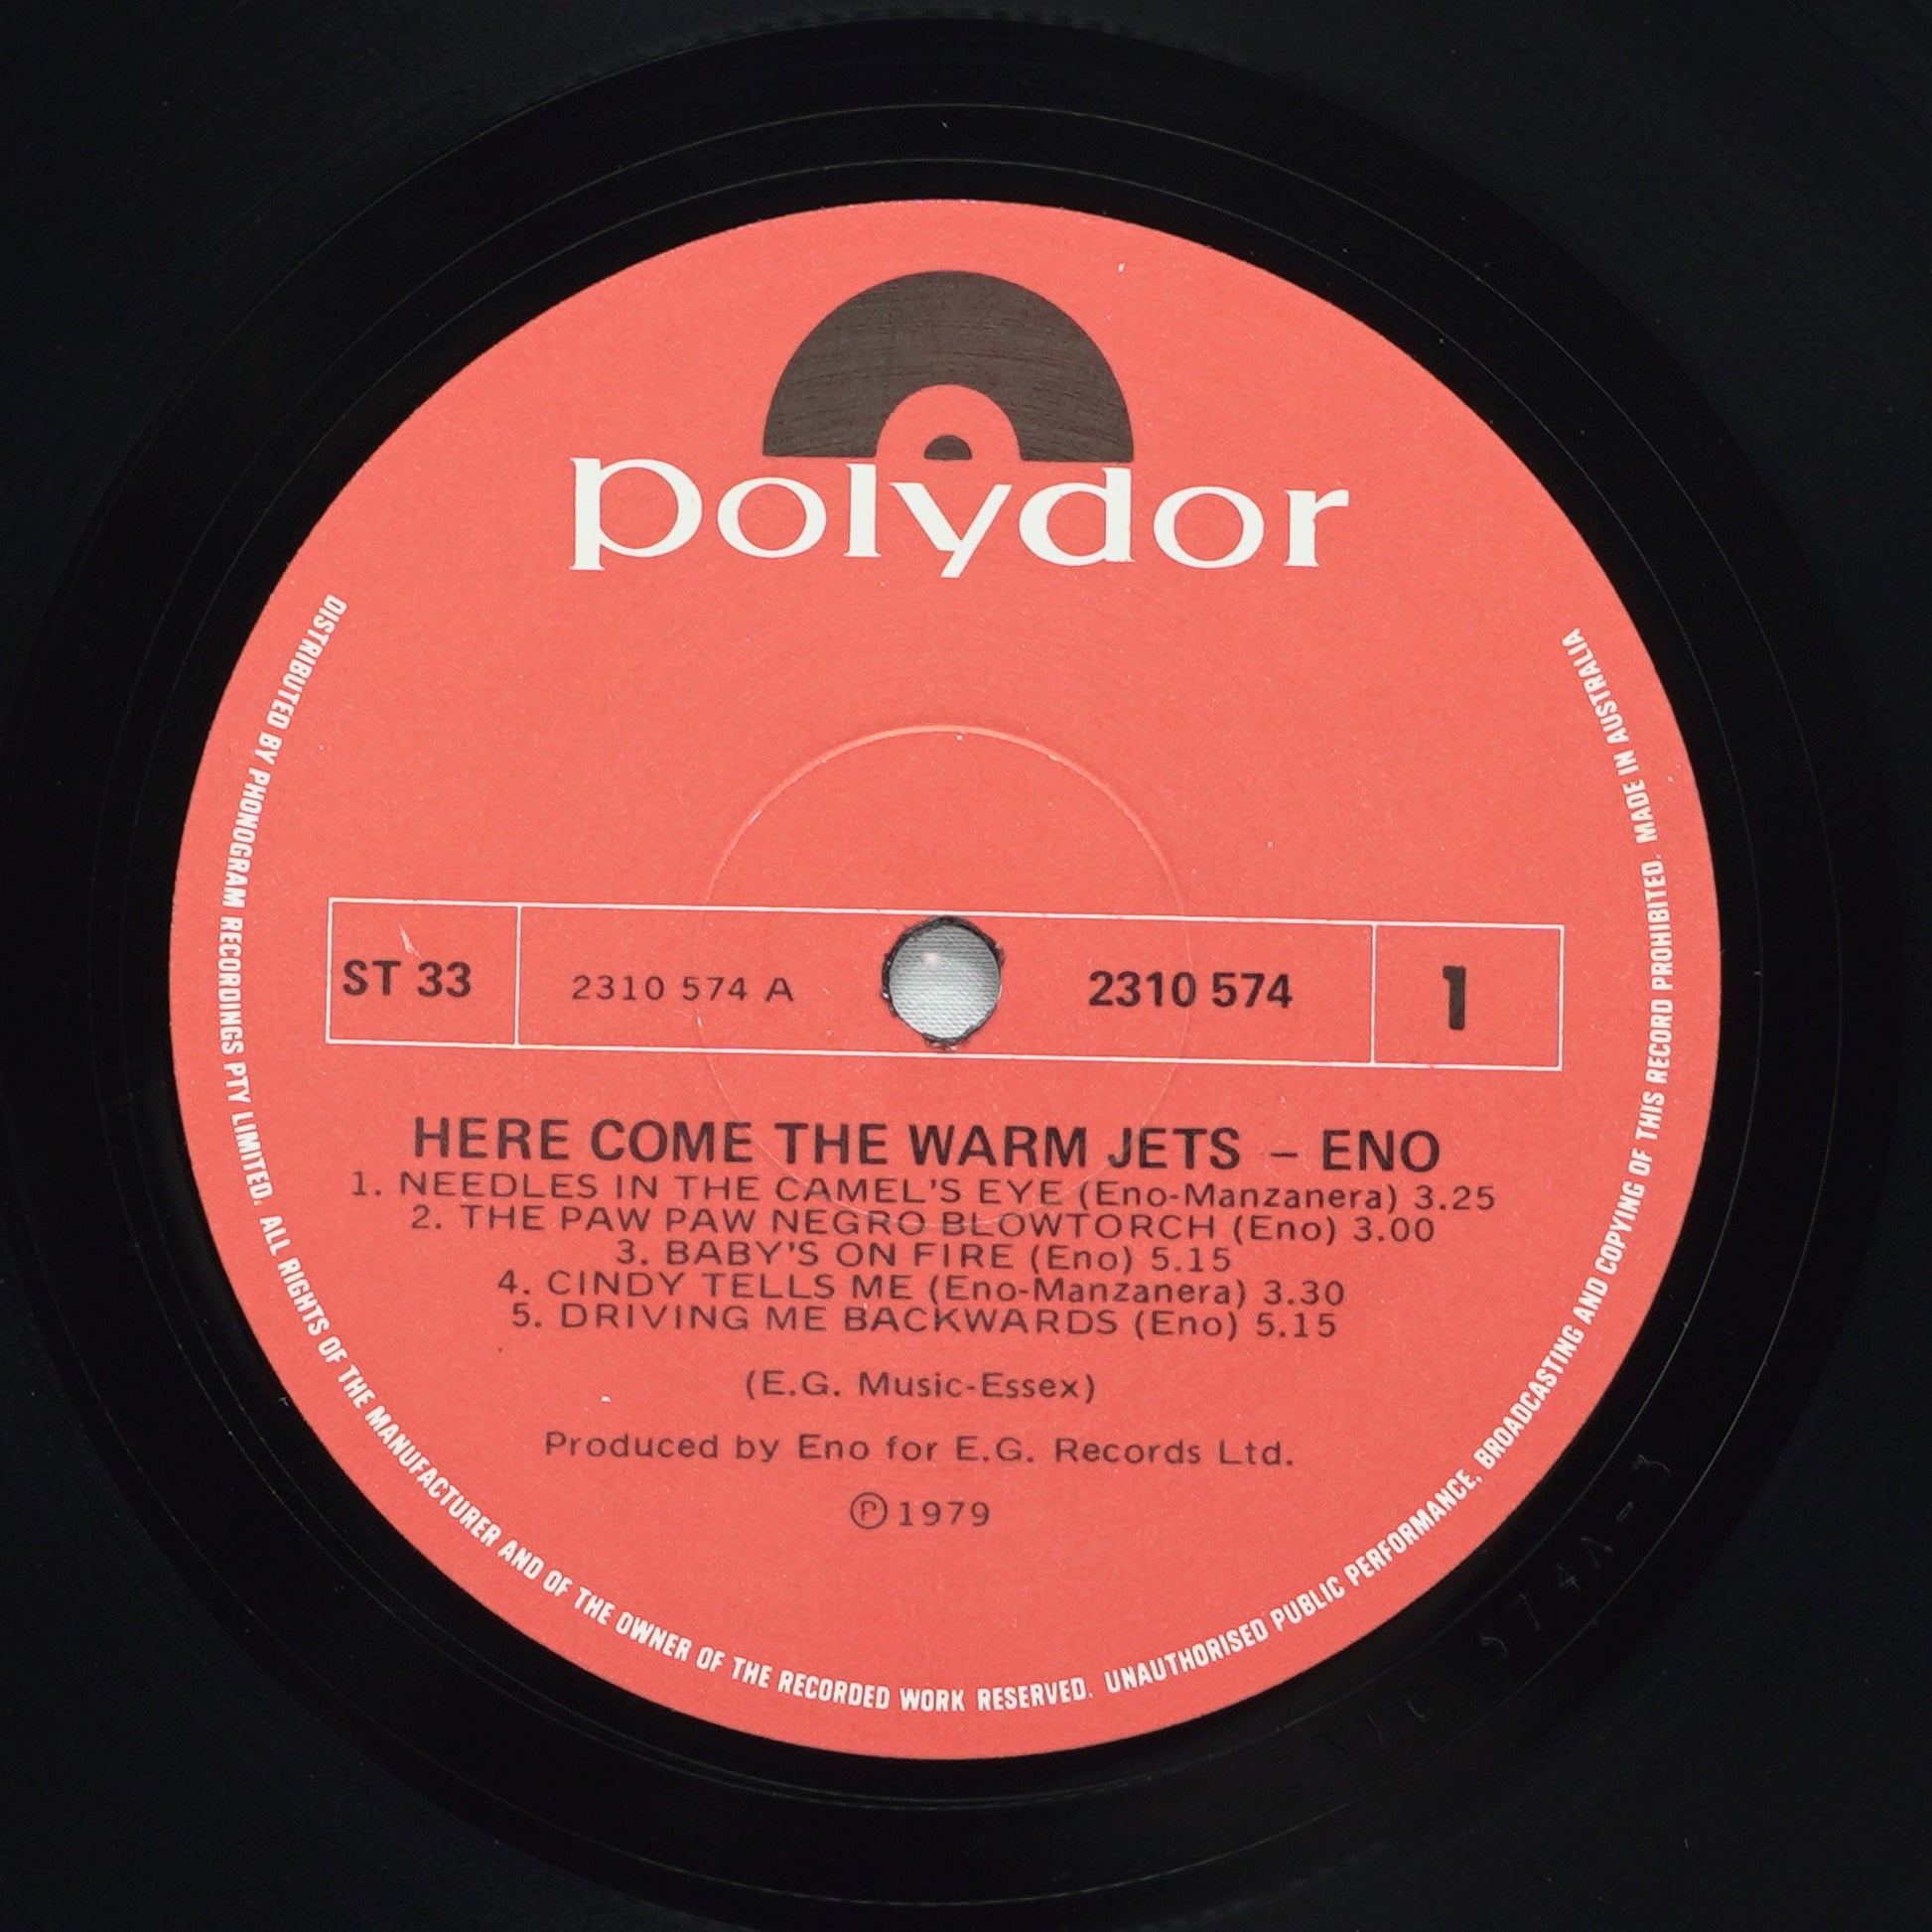 polydor
DISTRIBUTED BY PHONOGRAM RECORDINGS PTY LIMITED. ALL RIGHTS OF THE MANUFACTURER AND OF THE OWNER OF THE RECORDED WORK RESERVED. UNAUTHORISED PUBLIC PERFORMANCE, BROADCASTING AND COPYING OF THIS RECORD PROHIBITED. MADE IN AUSTRALIA
ST 33
2310 574 A
2310 574
1
HERE COME THE WARM JETS – ENO
1. NEEDLES IN THE CAMEL'S EYE (Eno-Manzanera) 3.25
2. THE PAW PAW NEGRO BLOWTORCH (Eno) 3.00
3. BABY'S ON FIRE (Eno) 5.15
4. CINDY TELLS ME (Eno-Manzanera) 3.30
5. DRIVING ME BACKWARDS (Eno) 5.15
(E.G. Music-Essex)
Produced by Eno for E.G. Records Ltd.
Ⓟ1979
574A-3